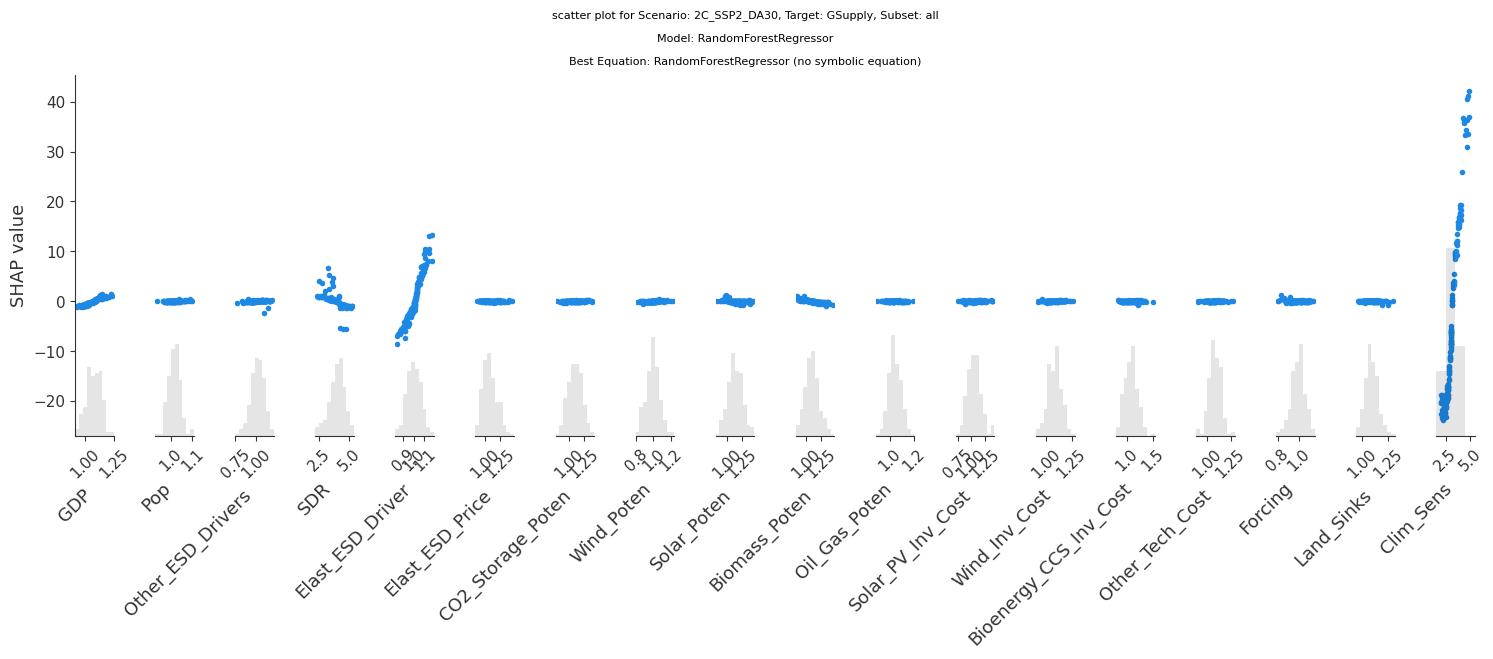 scatter plot for Scenario: 2C_SSP2_DA30, Target: GSupply, Subset: all
Model: RandomForestRegressor
Best Equation: RandomForestRegressor (no symbolic equation)
SHAP value
40
30
20
10
0
−10
−20
1.00 1.25
GDP
1.0 1.1
Pop
0.75 1.00
Other_ESD_Drivers
2.5 5.0
SDR
0.9 1.0 1.1
Elast_ESD_Driver
1.00 1.25
Elast_ESD_Price
1.00 1.25
CO2_Storage_Poten
0.8 1.0 1.2
Wind_Poten
1.00 1.25
Solar_Poten
1.00 1.25
Biomass_Poten
1.0 1.2
Oil_Gas_Poten
0.75 1.00 1.25
Solar_PV_Inv_Cost
1.00 1.25
Wind_Inv_Cost
1.0 1.5
Bioenergy_CCS_Inv_Cost
1.00 1.25
Other_Tech_Cost
0.8 1.0
Forcing
1.00 1.25
Land_Sinks
2.5 5.0
Clim_Sens